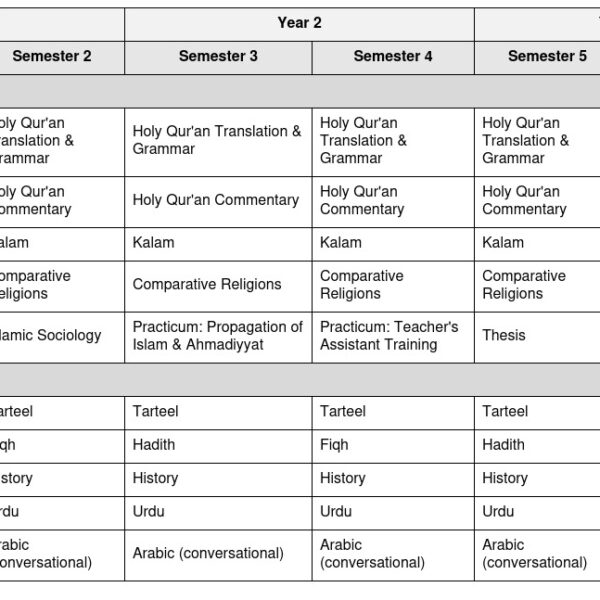 Year 2
Semester 2
Semester 3
Semester 4
Semester 5
oly Qur'an
ranslation &
rammar
Holy Qur'an Translation &
Grammar
Holy Qur'an
Translation &
Grammar
Holy Qur'an
Translation &
Grammar
oly Qur'an
ommentary
Holy Qur'an Commentary
Holy Qur'an
Commentary
Holy Qur'an
Commentary
alam
Kalam
Kalam
Kalam
omparative
eligions
Comparative Religions
Comparative
Religions
Comparative
Religions
lamic Sociology
Practicum: Propagation of
Islam & Ahmadiyyat
Practicum: Teacher's
Assistant Training
Thesis
arteel
Tarteel
Tarteel
Tarteel
qh
Hadith
Fiqh
Hadith
story
History
History
History
rdu
Urdu
Urdu
Urdu
rabic
onversational)
Arabic (conversational)
Arabic
(conversational)
Arabic
(conversational)